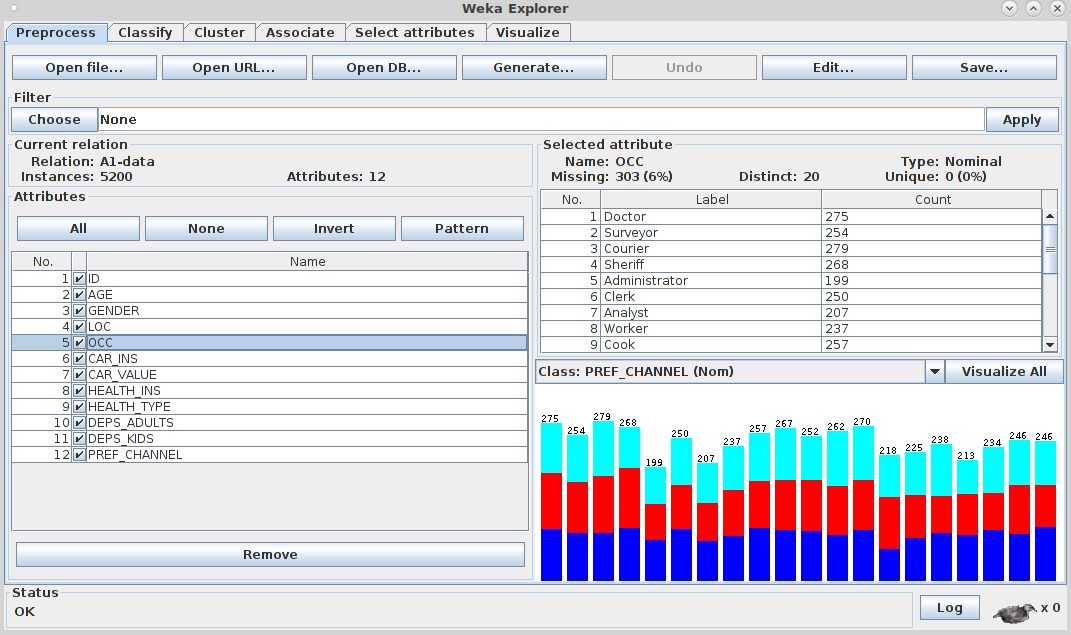 Weka Explorer
Preprocess Classify Cluster Associate Select attributes Visualize
Open file... Open URL... Open DB... Generate... Undo Edit... Save...
Filter
Choose None Apply
Current relation
Relation: A1-data
Instances: 5200 Attributes: 12
Attributes
All None Invert Pattern
No. Name
1 ID
2 AGE
3 GENDER
4 LOC
5 OCC
6 CAR_INS
7 CAR_VALUE
8 HEALTH_INS
9 HEALTH_TYPE
10 DEPS_ADULTS
11 DEPS_KIDS
12 PREF_CHANNEL
Remove
Selected attribute
Name: OCC Type: Nominal
Missing: 303 (6%) Distinct: 20 Unique: 0 (0%)
No. Label Count
1 Doctor 275
2 Surveyor 254
3 Courier 279
4 Sheriff 268
5 Administrator 199
6 Clerk 250
7 Analyst 207
8 Worker 237
9 Cook 257
Class: PREF_CHANNEL (Nom) Visualize All
275 254 279 268 199 250 207 237 257 267 252 262 270 218 225 238 213 234 246 246
Status
OK
Log x 0